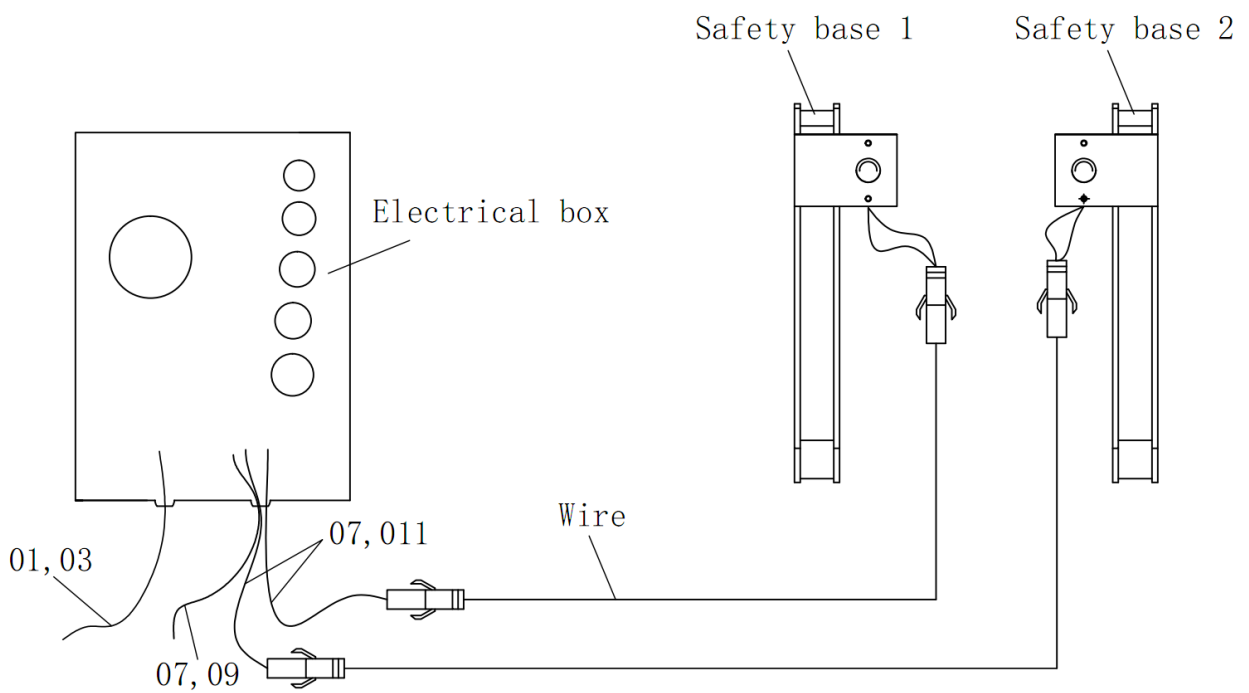 Safety base 1
Safety base 2
Electrical box
Wire
07,011
01,03
07,09